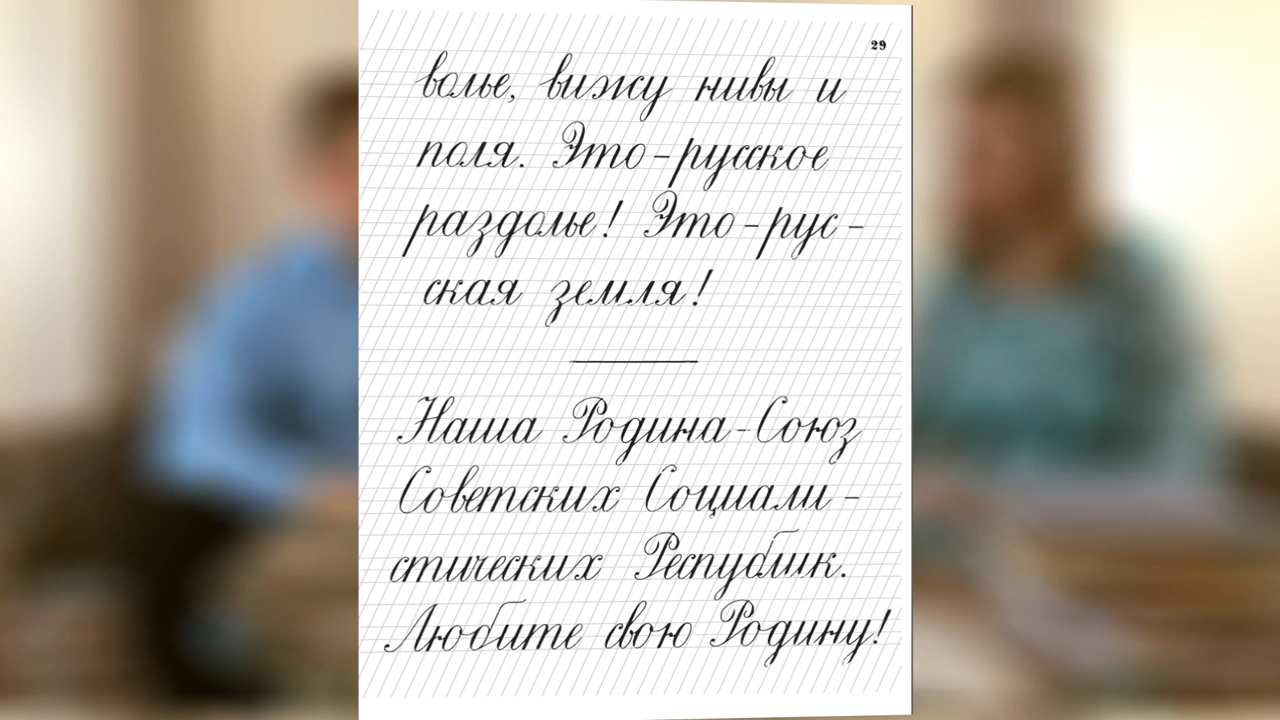 29
волье, вижу нивы и
поля. Это-русское
раздолье! Это-рус-
ская земля!
Наша Родина-Союз
Советских Социали-
стических Республик.
Любите свою Родину!